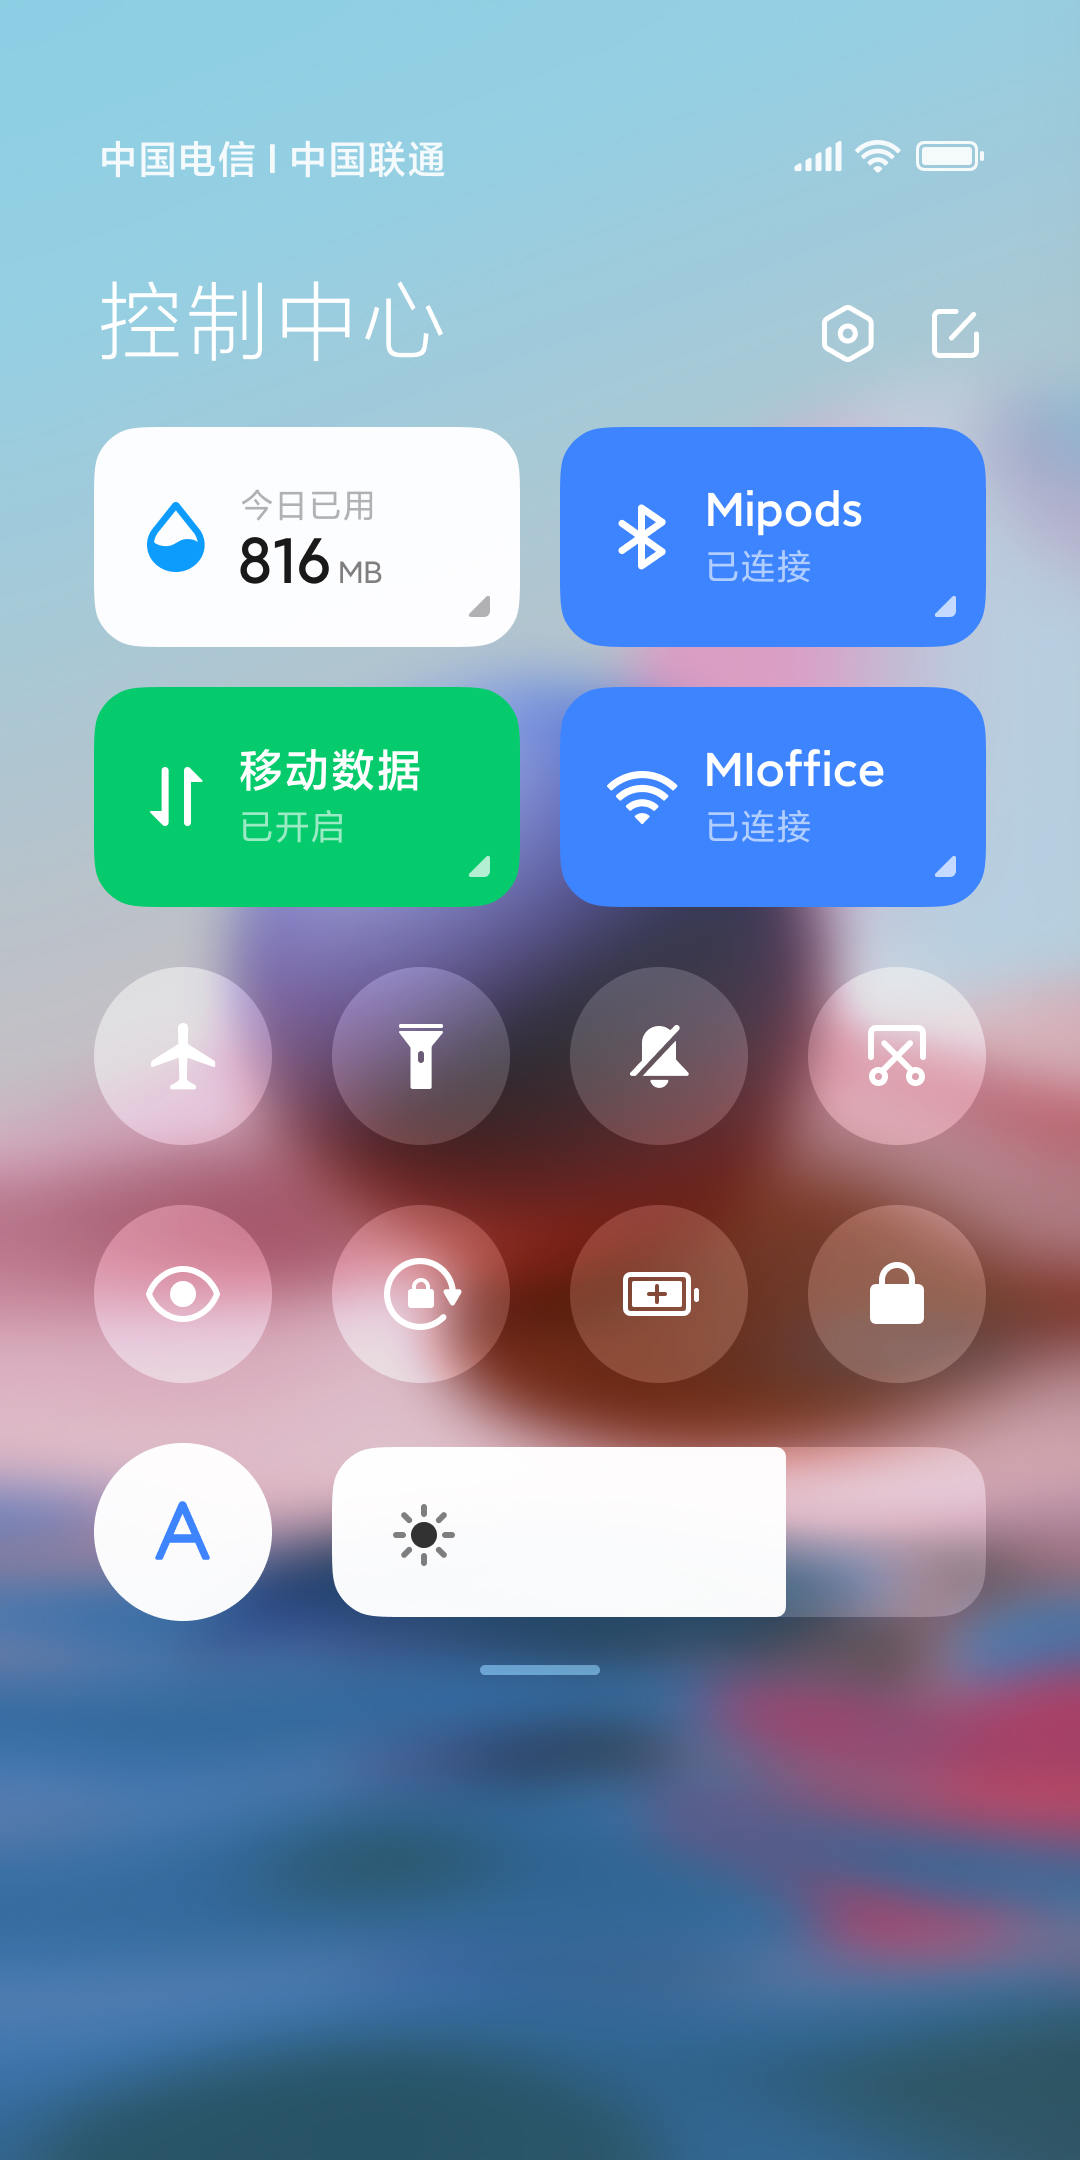 中国电信 | 中国联通
控制中心
今日已用
816 MB
Mipods
已连接
移动数据
已开启
MIoffice
已连接
A